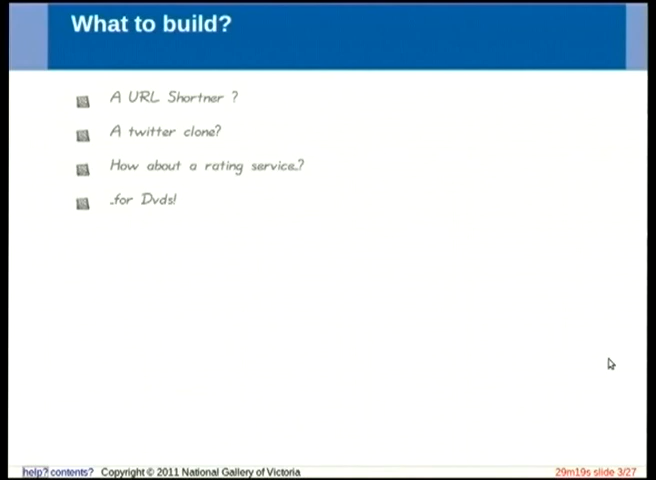 What to build?
A URL Shortner ?
A twitter clone?
How about a rating service..?
..for Dvds!
help? contents? Copyright © 2011 National Gallery of Victoria
29m19s slide 3/27